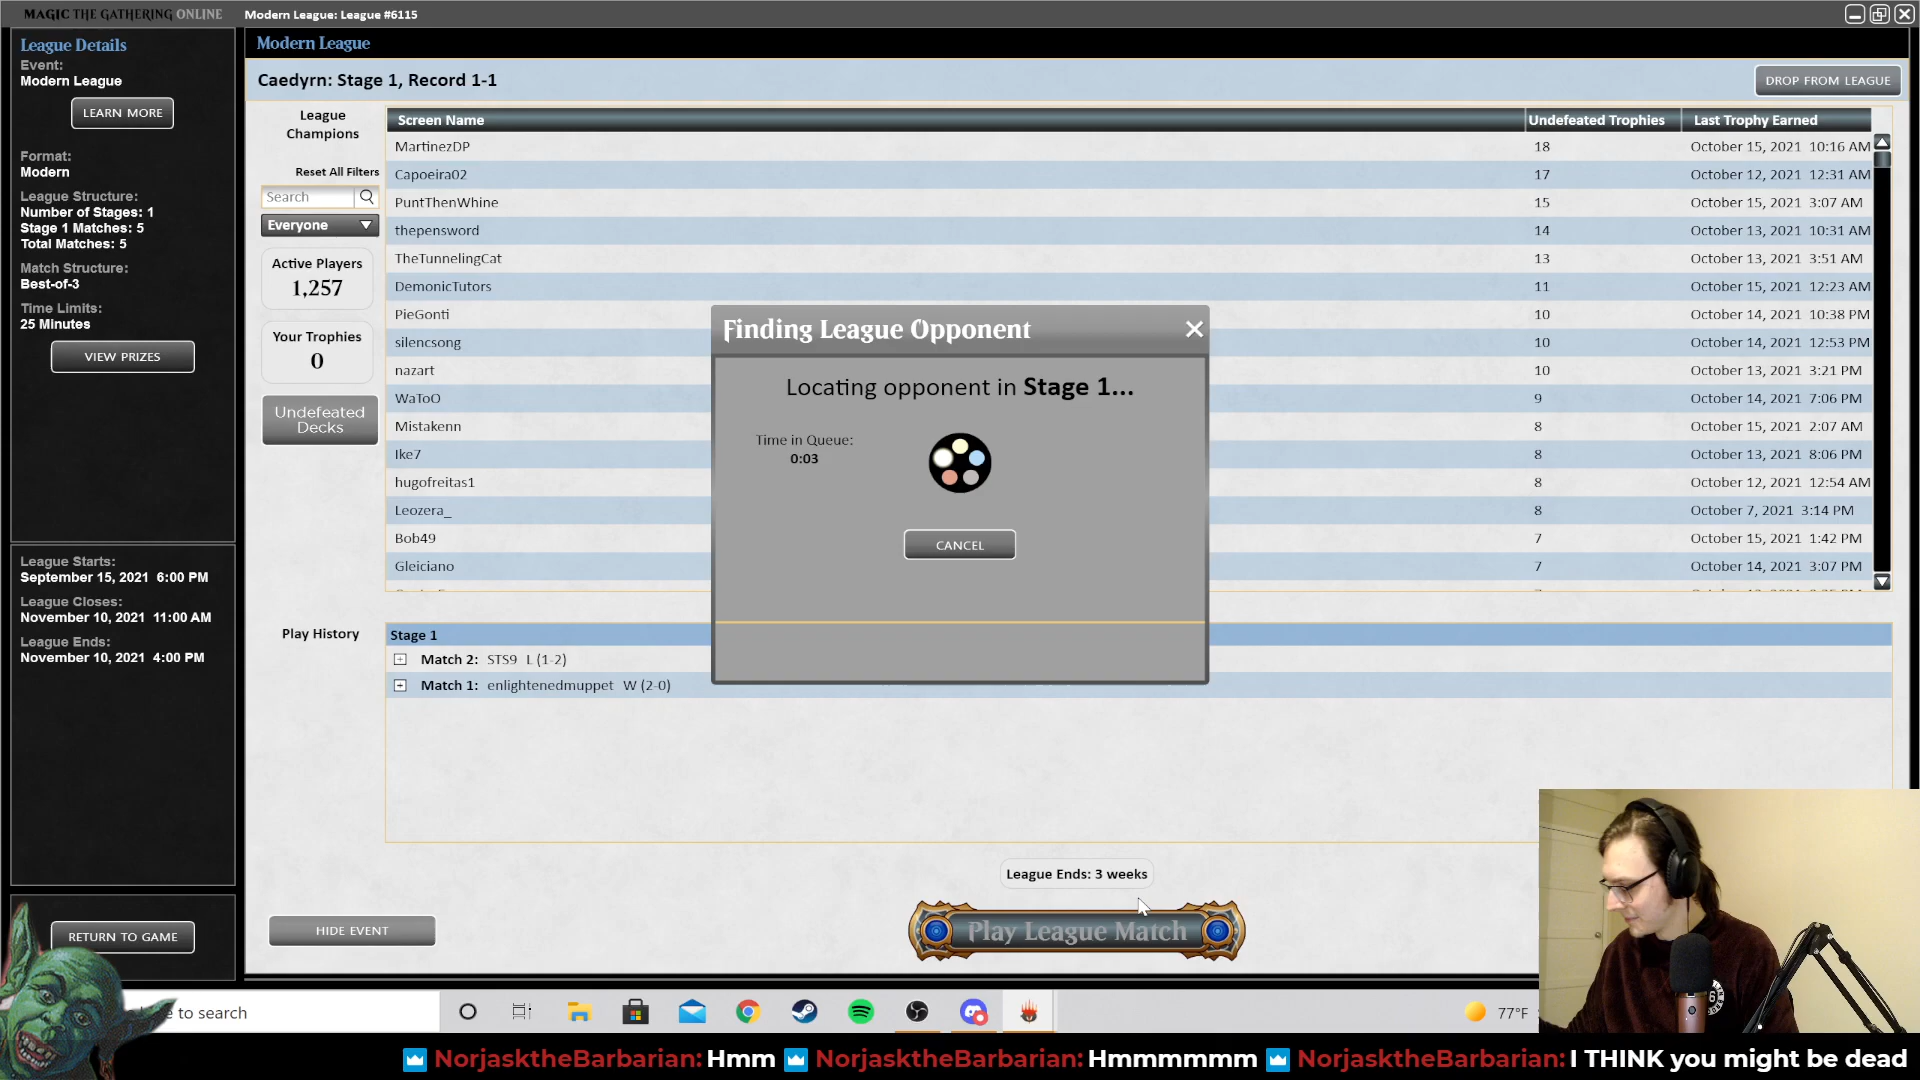 MAGIC THE GATHERING ONLINE
Modern League: League #6115
League Details
Event:
Modern League
LEARN MORE
Format:
Modern
League Structure:
Number of Stages: 1
Stage 1 Matches: 5
Total Matches: 5
Match Structure:
Best-of-3
Time Limits:
25 Minutes
VIEW PRIZES
League Starts:
September 15, 2021 6:00 PM
League Closes:
November 10, 2021 11:00 AM
League Ends:
November 10, 2021 4:00 PM
RETURN TO GAME
Modern League
Caedyrn: Stage 1, Record 1-1
DROP FROM LEAGUE
League
Champions
Reset All Filters
Search
Everyone
Active Players
1,257
Your Trophies
0
Undefeated
Decks
Screen Name Undefeated Trophies Last Trophy Earned
MartinezDP 18 October 15, 2021 10:16 AM
Capoeira02 17 October 12, 2021 12:31 AM
PuntThenWhine 15 October 15, 2021 3:07 AM
thepensword 14 October 13, 2021 10:31 AM
TheTunnelingCat 13 October 13, 2021 3:51 AM
DemonicTutors 11 October 15, 2021 12:23 AM
PieGonti 10 October 14, 2021 10:38 PM
silencsong 10 October 14, 2021 12:53 PM
nazart 10 October 13, 2021 3:21 PM
WaToO 9 October 14, 2021 7:06 PM
Mistakenn 8 October 15, 2021 2:07 AM
Ike7 8 October 13, 2021 8:06 PM
hugofreitas1 8 October 12, 2021 12:54 AM
Leozera_ 8 October 7, 2021 3:14 PM
Bob49 7 October 15, 2021 1:42 PM
Gleiciano 7 October 14, 2021 3:07 PM
Finding League Opponent
Locating opponent in Stage 1...
Time in Queue:
0:03
CANCEL
Play History
Stage 1
Match 2: STS9 L (1-2)
Match 1: enlightenedmuppet W (2-0)
League Ends: 3 weeks
HIDE EVENT
Play League Match
to search
77°F
NorjasktheBarbarian: Hmm NorjasktheBarbarian: Hmmmmmm NorjasktheBarbarian: I THINK you might be dead